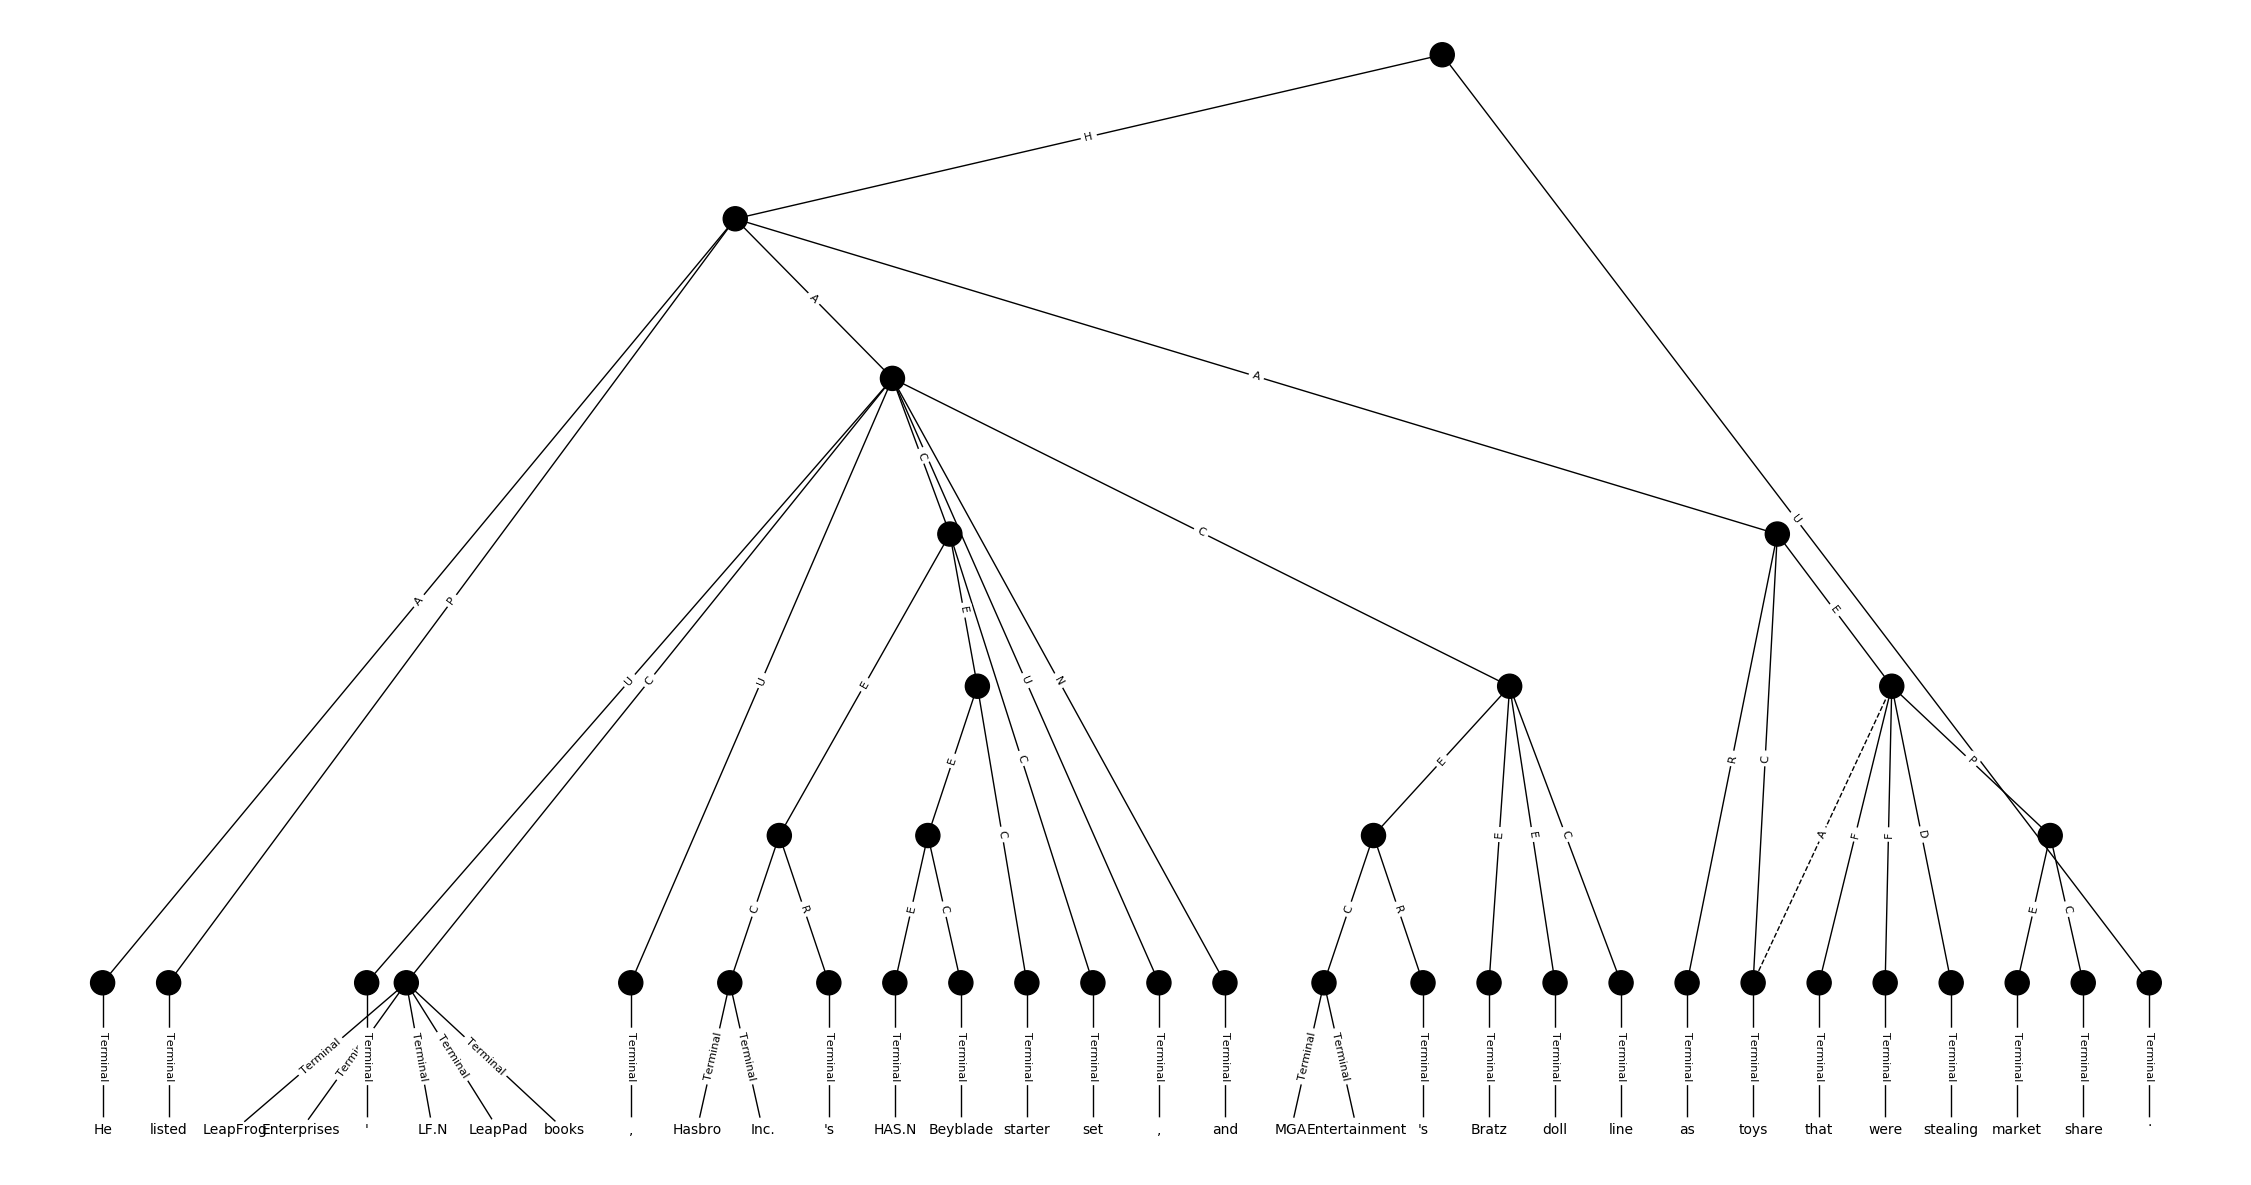 H
A
A
U
C
C
A
P
E
E
U
C
U
U
N
E
R
C
E
E
C
P
C
E
E
E
C
A
F
F
D
C
R
E
C
C
R
E
C
Terminal Terminal Terminal Terminal Terminal Terminal Terminal Terminal Terminal Terminal Terminal Terminal Terminal Terminal Terminal Terminal Terminal Terminal Terminal Terminal Terminal Terminal Terminal Terminal Terminal Terminal Terminal Terminal Terminal Terminal Terminal
He listed LeapFrog Enterprises ' LF.N LeapPad books , Hasbro Inc. 's HAS.N Beyblade starter set , and MGA Entertainment 's Bratz doll line as toys that were stealing market share .